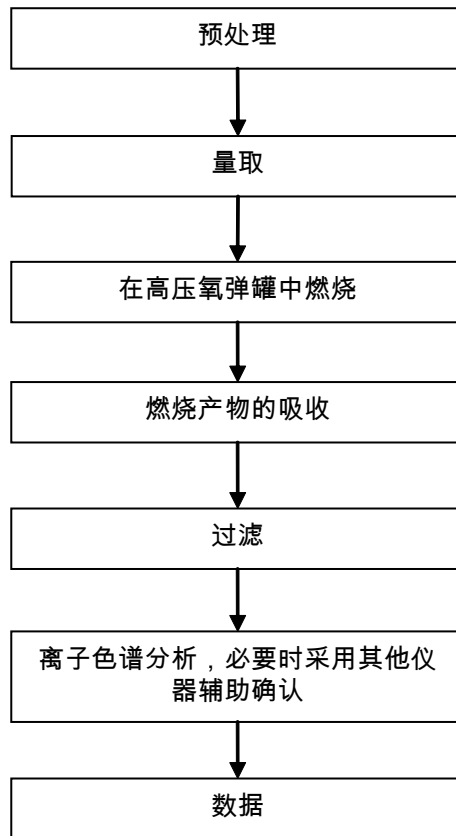 预处理
量取
在高压氧弹罐中燃烧
燃烧产物的吸收
过滤
离子色谱分析，必要时采用其他仪
器辅助确认
数据